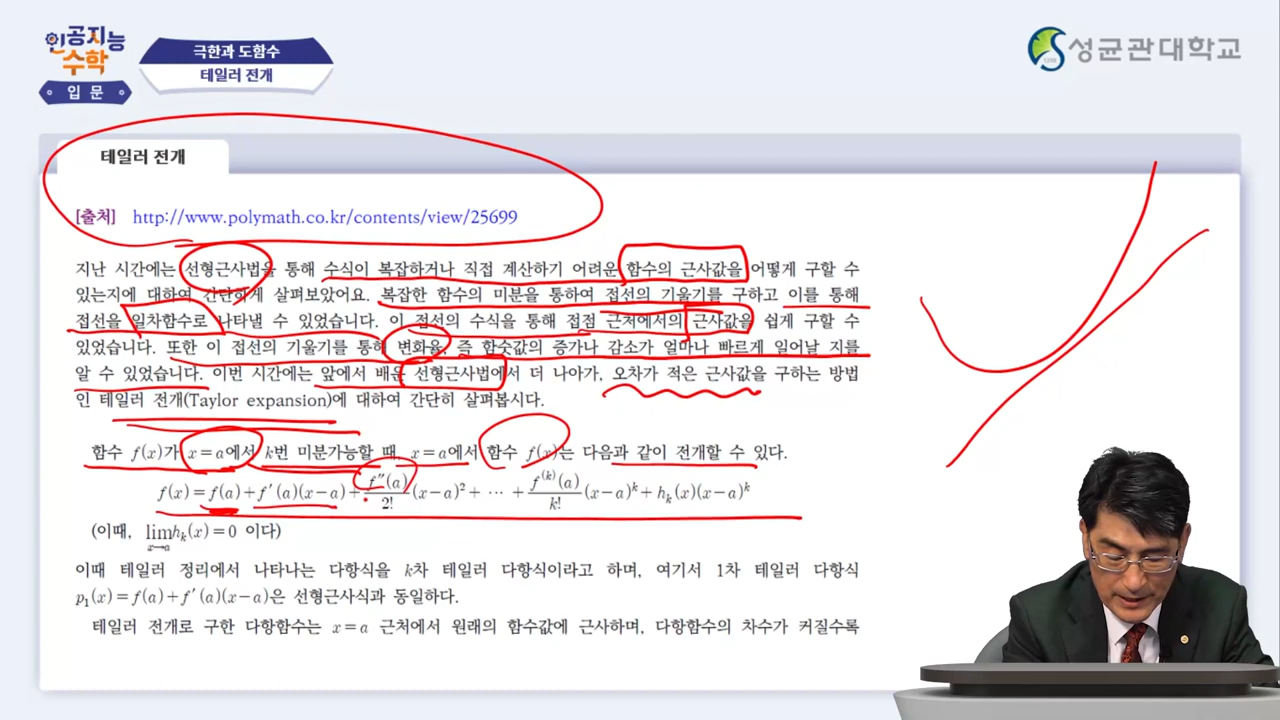 인공지능
수학
입문
극한과 도함수
테일러 전개
성균관대학교
테일러 전개
[출처] http://www.polymath.co.kr/contents/view/25699
지난 시간에는 선형근사법을 통해 수식이 복잡하거나 직접 계산하기 어려운 함수의 근사값을 어떻게 구할 수
있는지에 대하여 간단하게 살펴보았어요. 복잡한 함수의 미분을 통하여 접선의 기울기를 구하고 이를 통해
접선을 일차함수로 나타낼 수 있었습니다. 이 접선의 수식을 통해 접점 근처에서의 근사값을 쉽게 구할 수
있었습니다. 또한 이 접선의 기울기를 통해 변화율, 즉 함숫값의 증가나 감소가 얼마나 빠르게 일어날 지를
알 수 있었습니다. 이번 시간에는 앞에서 배운 선형근사법에서 더 나아가, 오차가 적은 근사값을 구하는 방법
인 테일러 전개(Taylor expansion)에 대하여 간단히 살펴봅시다.
함수 f(x)가 x=a에서 k번 미분가능할 때, x=a에서 함수 f(x)는 다음과 같이 전개할 수 있다.
f(x)=f(a)+f′(a)(x−a)+f″(a)/2!(x−a)²+ ⋯ +f⁽ᵏ⁾(a)/k!(x−a)ᵏ+hₖ(x)(x−a)ᵏ
(이때, lim x→a hₖ(x)=0 이다)
이때 테일러 정리에서 나타나는 다항식을 k차 테일러 다항식이라고 하며, 여기서 1차 테일러 다항식
p₁(x)=f(a)+f′(a)(x−a)은 선형근사식과 동일하다.
테일러 전개로 구한 다항함수는 x=a 근처에서 원래의 함수값에 근사하며, 다항함수의 차수가 커질수록